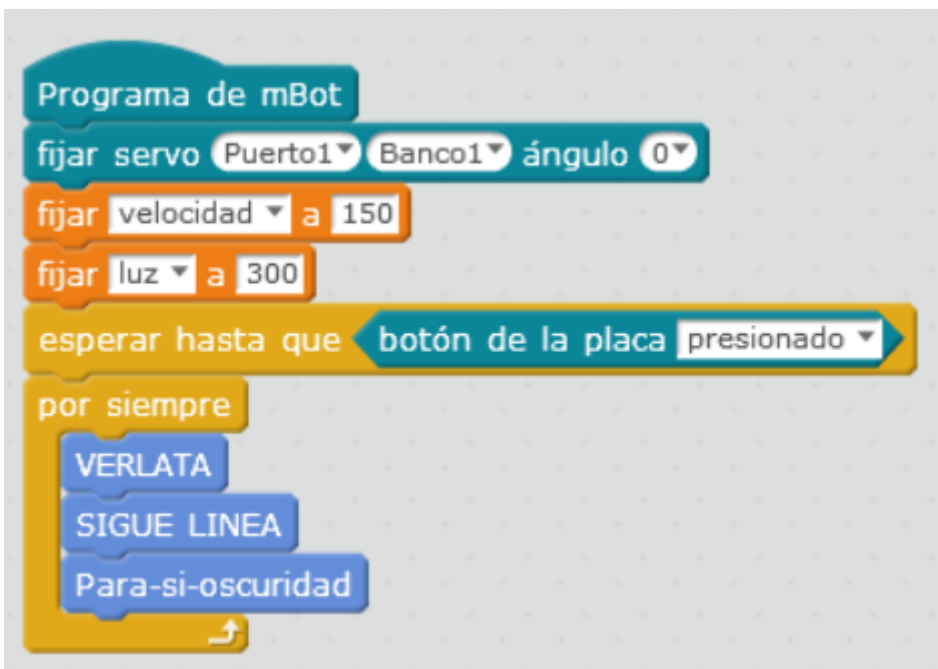 Programa de mBot
fijar servo Puerto1 Banco1 ángulo 0
fijar velocidad a 150
fijar luz a 300
esperar hasta que botón de la placa presionado
por siempre
VERLATA
SIGUE LINEA
Para-si-oscuridad